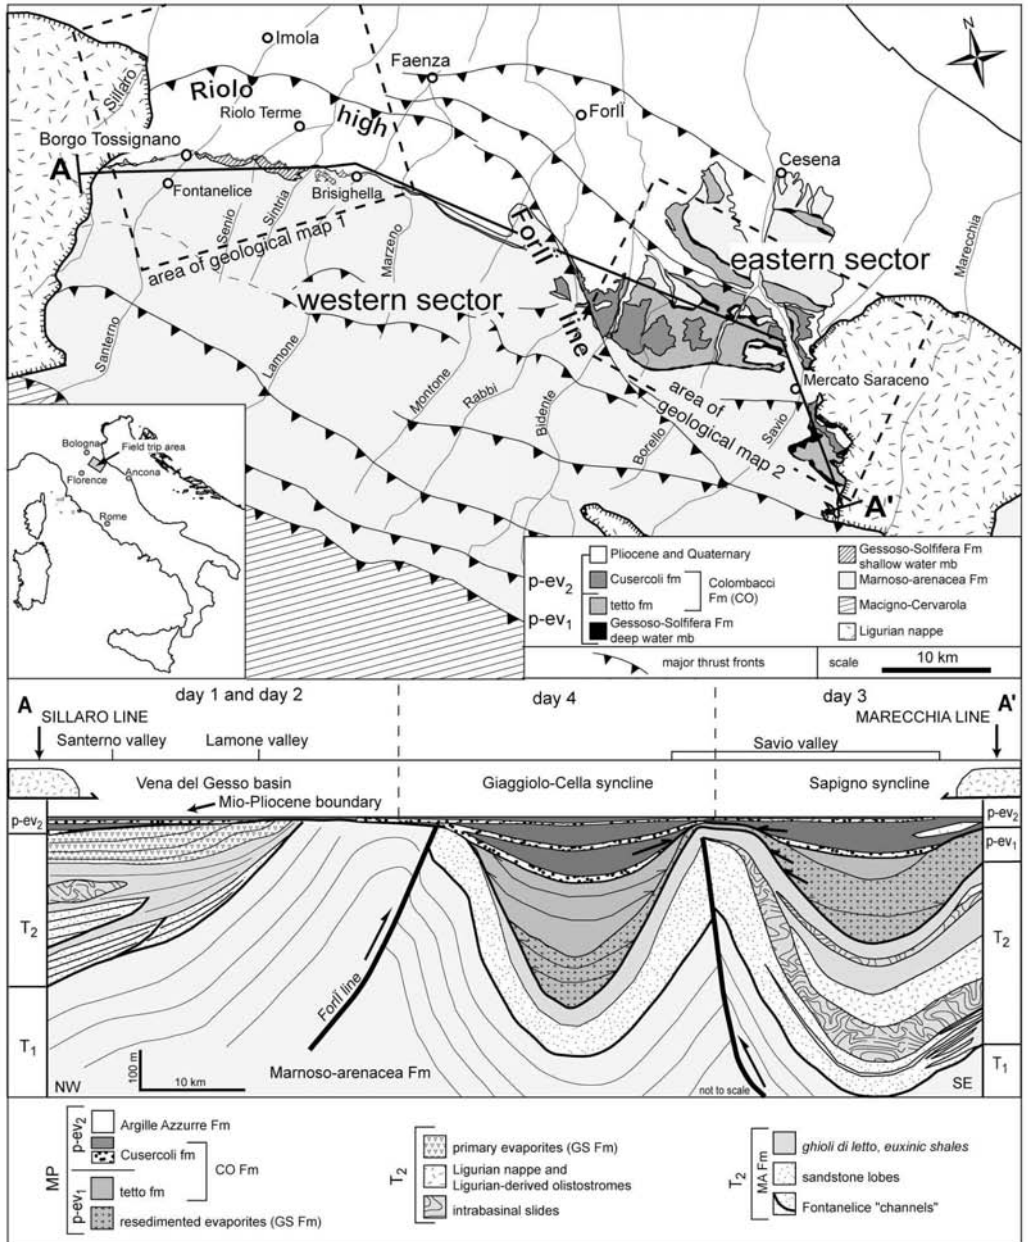 N
Imola
Faenza
Sillaro
Riolo
Riolo Terme
high
Forlì
Borgo Tossignano
Cesena
A
Fontanelice
Brisighella
Senio
Sintria
Marzeno
Marecchia
area of geological map 1
Forlì
line
eastern sector
western sector
Santerno
Lamone
Montone
Rabbi
Bidente
Borello
Savio
Mercato Saraceno
area of
geological map 2
A'
Bologna
Field trip area
Florence
Ancona
Rome
p-ev2
Pliocene and Quaternary
Cusercoli fm
Colombacci
Fm (CO)
p-ev1
tetto fm
Gessoso-Solfifera Fm
deep water mb
Gessoso-Solfifera Fm
shallow water mb
Marnoso-arenacea Fm
Macigno-Cervarola
Ligurian nappe
major thrust fronts
scale
10 km
day 1 and day 2
day 4
day 3
A
A'
SILLARO LINE
MARECCHIA LINE
Santerno valley
Lamone valley
Savio valley
Vena del Gesso basin
Giaggiolo-Cella syncline
Sapigno syncline
Mio-Pliocene boundary
p-ev2
p-ev2
p-ev1
T2
T2
T1
T1
Forlì line
100 m
10 km
Marnoso-arenacea Fm
not to scale
NW
SE
MP
p-ev2
Argille Azzurre Fm
Cusercoli fm
CO Fm
p-ev1
tetto fm
resedimented evaporites (GS Fm)
T2
primary evaporites (GS Fm)
Ligurian nappe and
Ligurian-derived olistostromes
intrabasinal slides
T2
MA Fm
ghioli di letto, euxinic shales
sandstone lobes
Fontanelice "channels"